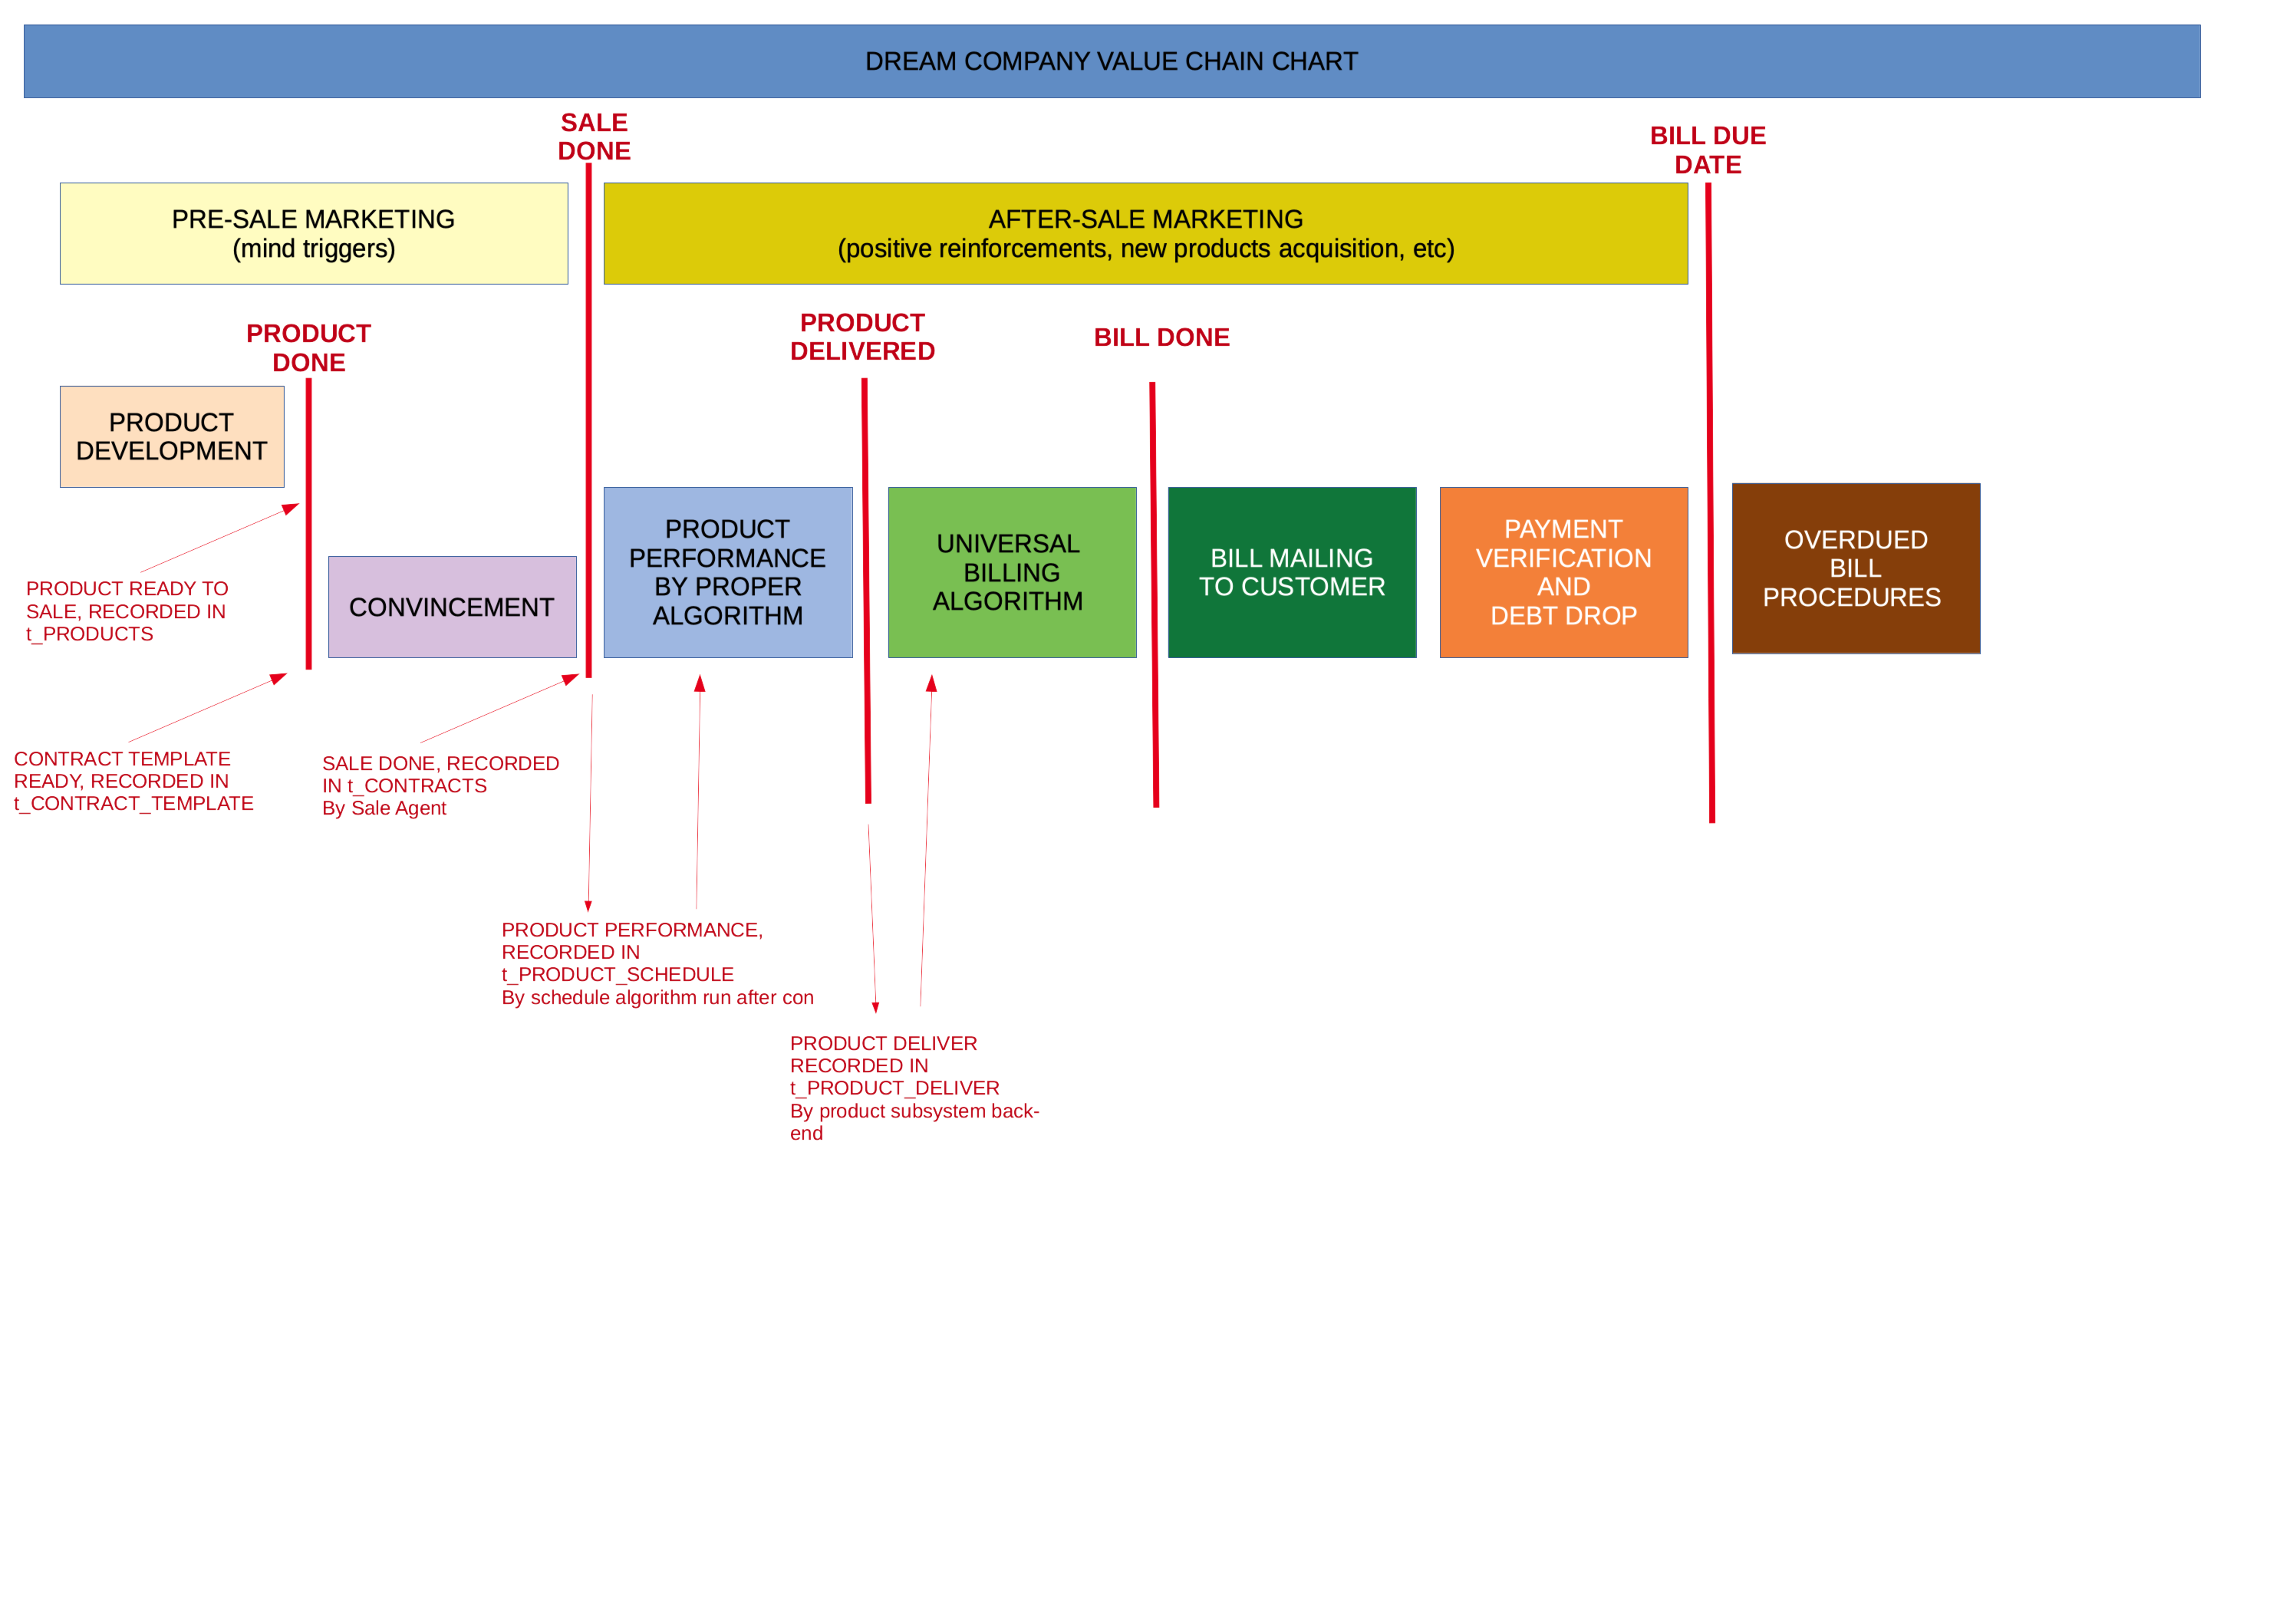 DREAM COMPANY VALUE CHAIN CHART
SALE
DONE
BILL DUE
DATE
PRE-SALE MARKETING
(mind triggers)
AFTER-SALE MARKETING
(positive reinforcements, new products acquisition, etc)
PRODUCT
DONE
PRODUCT
DELIVERED
BILL DONE
PRODUCT
DEVELOPMENT
CONVINCEMENT
PRODUCT
PERFORMANCE
BY PROPER
ALGORITHM
UNIVERSAL
BILLING
ALGORITHM
BILL MAILING
TO CUSTOMER
PAYMENT
VERIFICATION
AND
DEBT DROP
OVERDUED
BILL
PROCEDURES
PRODUCT READY TO
SALE, RECORDED IN
t_PRODUCTS
CONTRACT TEMPLATE
READY, RECORDED IN
t_CONTRACT_TEMPLATE
SALE DONE, RECORDED
IN t_CONTRACTS
By Sale Agent
PRODUCT PERFORMANCE,
RECORDED IN
t_PRODUCT_SCHEDULE
By schedule algorithm run after con
PRODUCT DELIVER
RECORDED IN
t_PRODUCT_DELIVER
By product subsystem back-
end